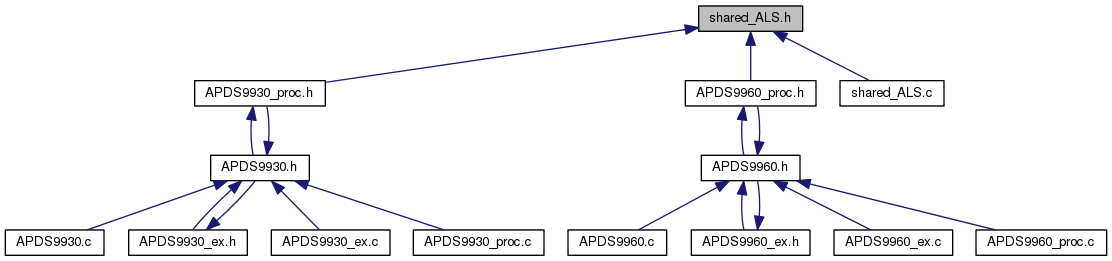 shared_ALS.h
APDS9930_proc.h
APDS9960_proc.h
shared_ALS.c
APDS9930.h
APDS9960.h
APDS9930.c
APDS9930_ex.h
APDS9930_ex.c
APDS9930_proc.c
APDS9960.c
APDS9960_ex.h
APDS9960_ex.c
APDS9960_proc.c